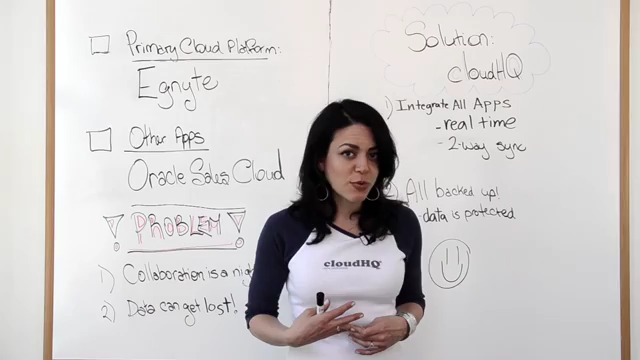 Primary Cloud Platform:
Egnyte
Other Apps
Oracle Sales Cloud
PROBLEM
1) Collaboration is a
2) Data can get lost!
Solution:
cloudHQ
1) Integrate All Apps
- real time
- 2-way sync
All backed up!
data is protected
cloudHQ